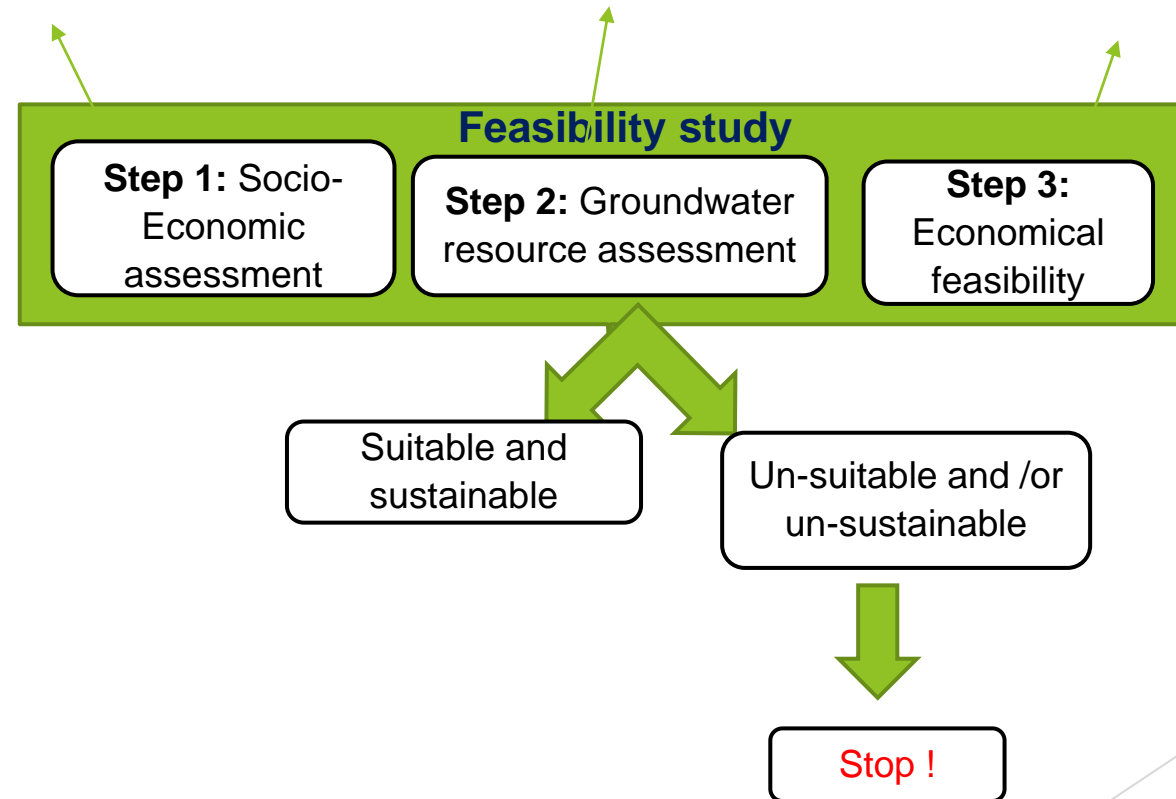 Feasibility study
Step 1: Socio-
Economic
assessment
Step 2: Groundwater
resource assessment
Step 3:
Economical
feasibility
Suitable and
sustainable
Un-suitable and /or
un-sustainable
Stop !